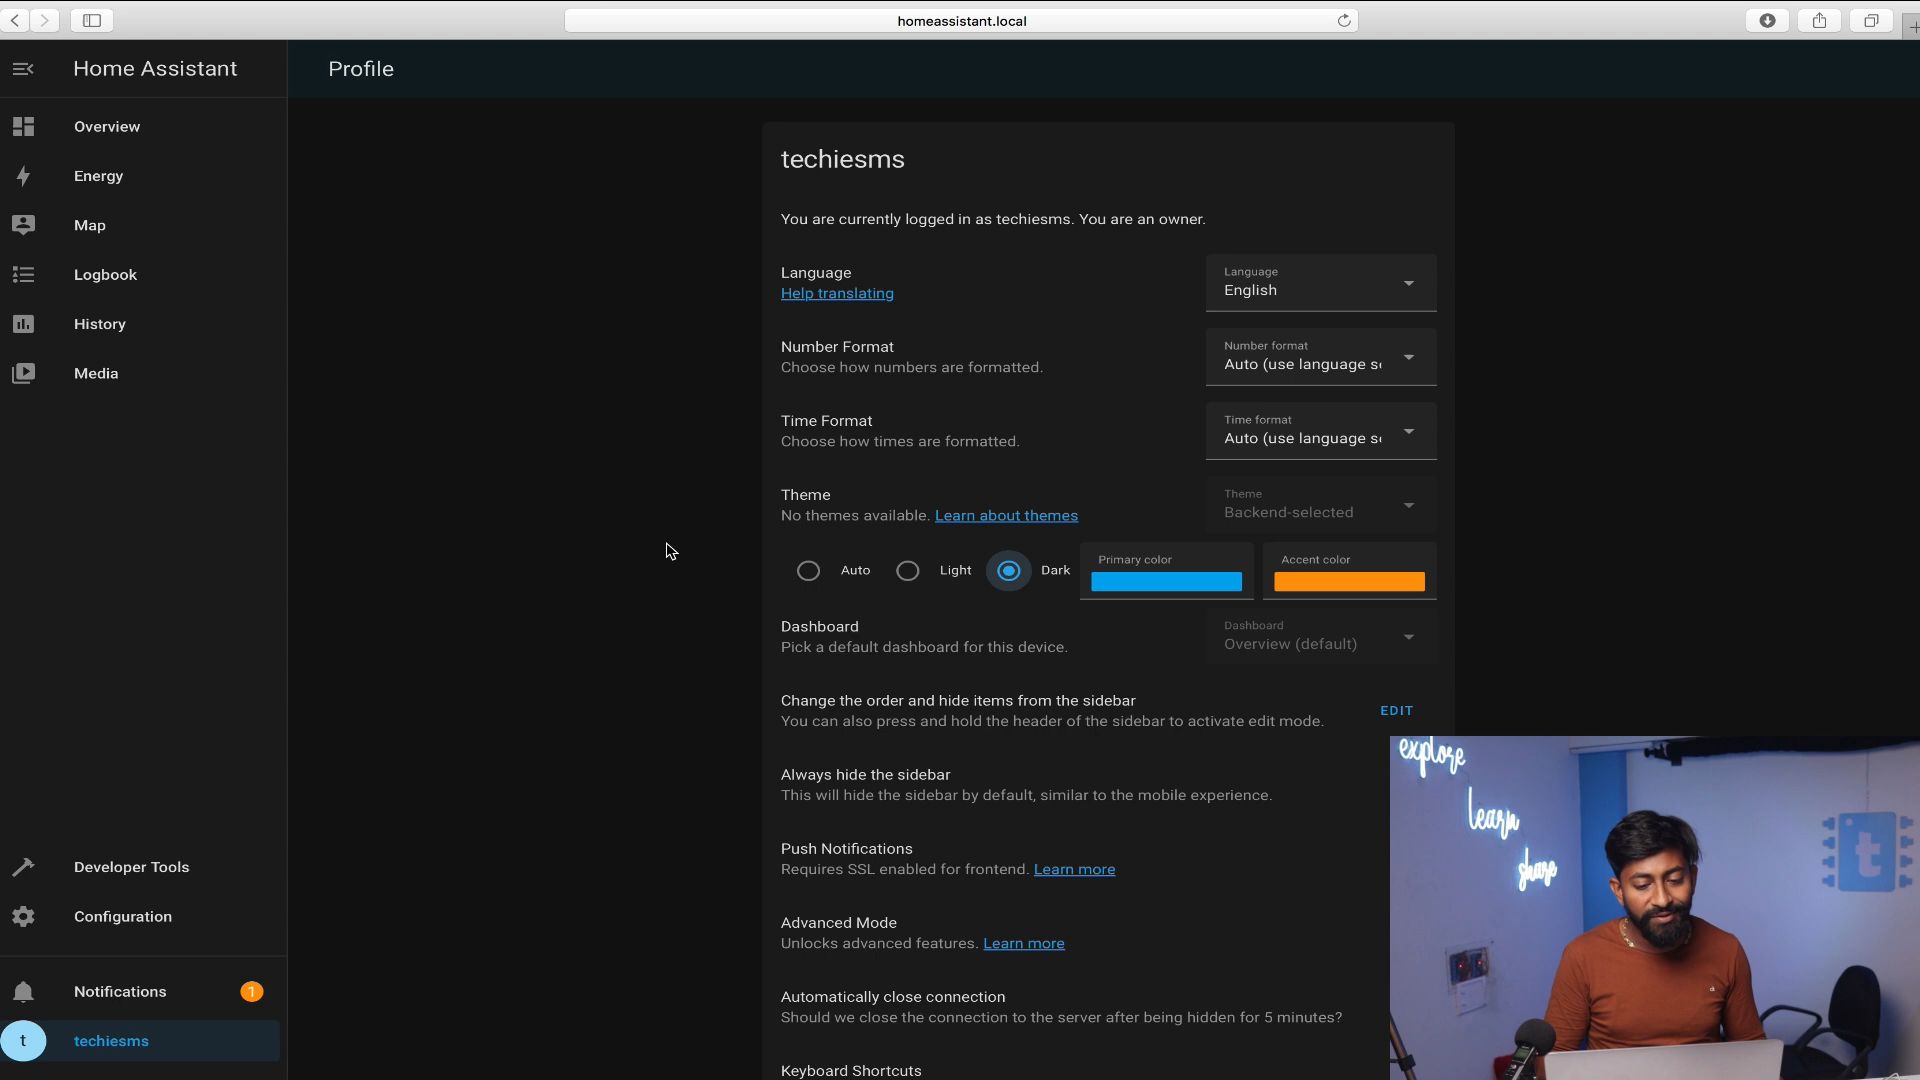 homeassistant.local
Home Assistant
Profile
Overview
Energy
Map
Logbook
History
Media
Developer Tools
Configuration
Notifications
1
t
techiesms
techiesms
You are currently logged in as techiesms. You are an owner.
Language
Help translating
Language
English
Number Format
Choose how numbers are formatted.
Number format
Auto (use language se
Time Format
Choose how times are formatted.
Time format
Auto (use language se
Theme
No themes available. Learn about themes
Theme
Backend-selected
Auto
Light
Dark
Primary color
Accent color
Dashboard
Pick a default dashboard for this device.
Dashboard
Overview (default)
Change the order and hide items from the sidebar
You can also press and hold the header of the sidebar to activate edit mode.
EDIT
Always hide the sidebar
This will hide the sidebar by default, similar to the mobile experience.
Push Notifications
Requires SSL enabled for frontend. Learn more
Advanced Mode
Unlocks advanced features. Learn more
Automatically close connection
Should we close the connection to the server after being hidden for 5 minutes?
Keyboard Shortcuts
explore
learn
share
t